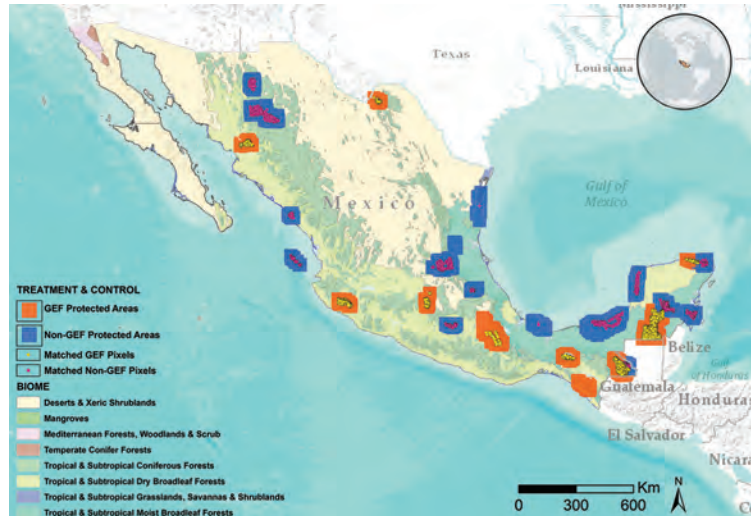 Mississippi
Texas
Louisiana
Mexico
Gulf of
Mexico
TREATMENT & CONTROL
GEF Protected Areas
Non-GEF Protected Areas
Matched GEF Pixels
Matched Non-GEF Pixels
BIOME
Deserts & Xeric Shrublands
Mangroves
Mediterranean Forests, Woodlands & Scrub
Temperate Conifer Forests
Tropical & Subtropical Coniferous Forests
Tropical & Subtropical Dry Broadleaf Forests
Tropical & Subtropical Grasslands, Savannas & Shrublands
Tropical & Subtropical Moist Broadleaf Forests
Belize
Gulf
of Honduras
Guatemala
Honduras
El Salvador
Nicara
Km
0 300 600
N